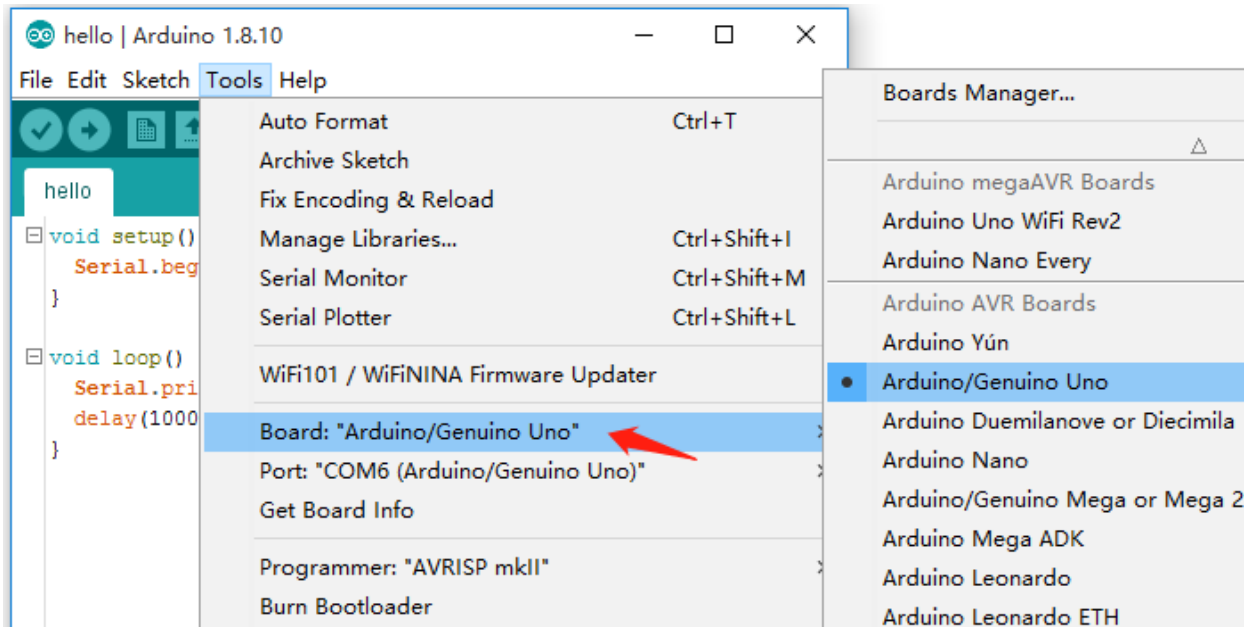 hello | Arduino 1.8.10
File Edit Sketch Tools Help
hello
void setup()
Serial.beg
}
void loop()
Serial.pri
delay(1000
}
Auto Format Ctrl+T
Archive Sketch
Fix Encoding & Reload
Manage Libraries... Ctrl+Shift+I
Serial Monitor Ctrl+Shift+M
Serial Plotter Ctrl+Shift+L
WiFi101 / WiFiNINA Firmware Updater
Board: "Arduino/Genuino Uno"
Port: "COM6 (Arduino/Genuino Uno)"
Get Board Info
Programmer: "AVRISP mkII"
Burn Bootloader
Boards Manager...
Arduino megaAVR Boards
Arduino Uno WiFi Rev2
Arduino Nano Every
Arduino AVR Boards
Arduino Yún
Arduino/Genuino Uno
Arduino Duemilanove or Diecimila
Arduino Nano
Arduino/Genuino Mega or Mega 2
Arduino Mega ADK
Arduino Leonardo
Arduino Leonardo ETH